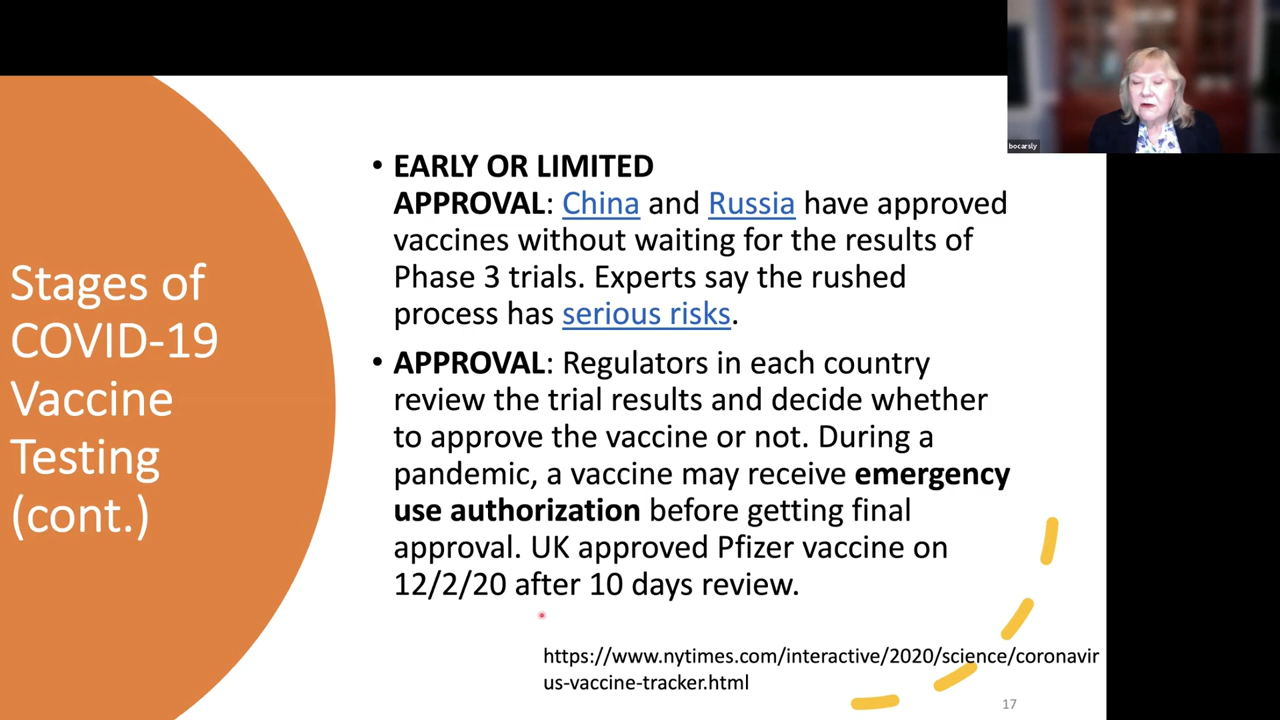 bocarsly
Stages of
COVID-19
Vaccine
Testing
(cont.)
• EARLY OR LIMITED
APPROVAL: China and Russia have approved
vaccines without waiting for the results of
Phase 3 trials. Experts say the rushed
process has serious risks.
• APPROVAL: Regulators in each country
review the trial results and decide whether
to approve the vaccine or not. During a
pandemic, a vaccine may receive emergency
use authorization before getting final
approval. UK approved Pfizer vaccine on
12/2/20 after 10 days review.
https://www.nytimes.com/interactive/2020/science/coronavir
us-vaccine-tracker.html
17